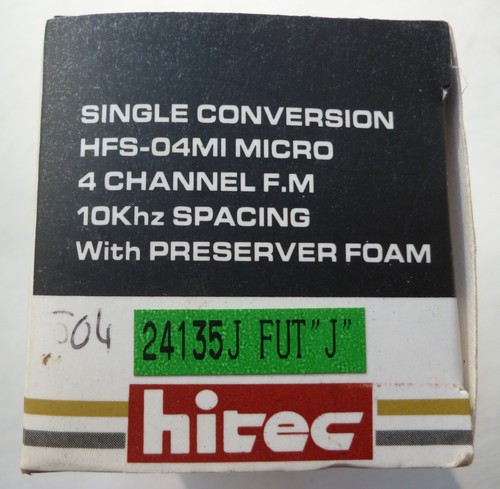 SINGLE CONVERSION
HFS-04MI MICRO
4 CHANNEL F.M
10Khz SPACING
With PRESERVER FOAM
504
24135J FUT"J"
hitec